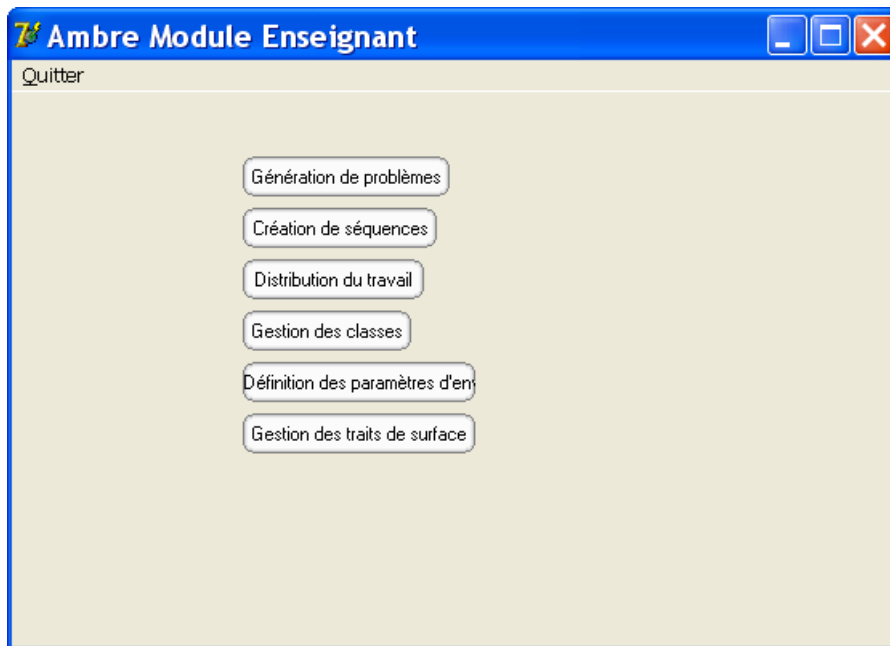 Ambre Module Enseignant
Quitter
Génération de problèmes
Création de séquences
Distribution du travail
Gestion des classes
Définition des paramètres d'env
Gestion des traits de surface